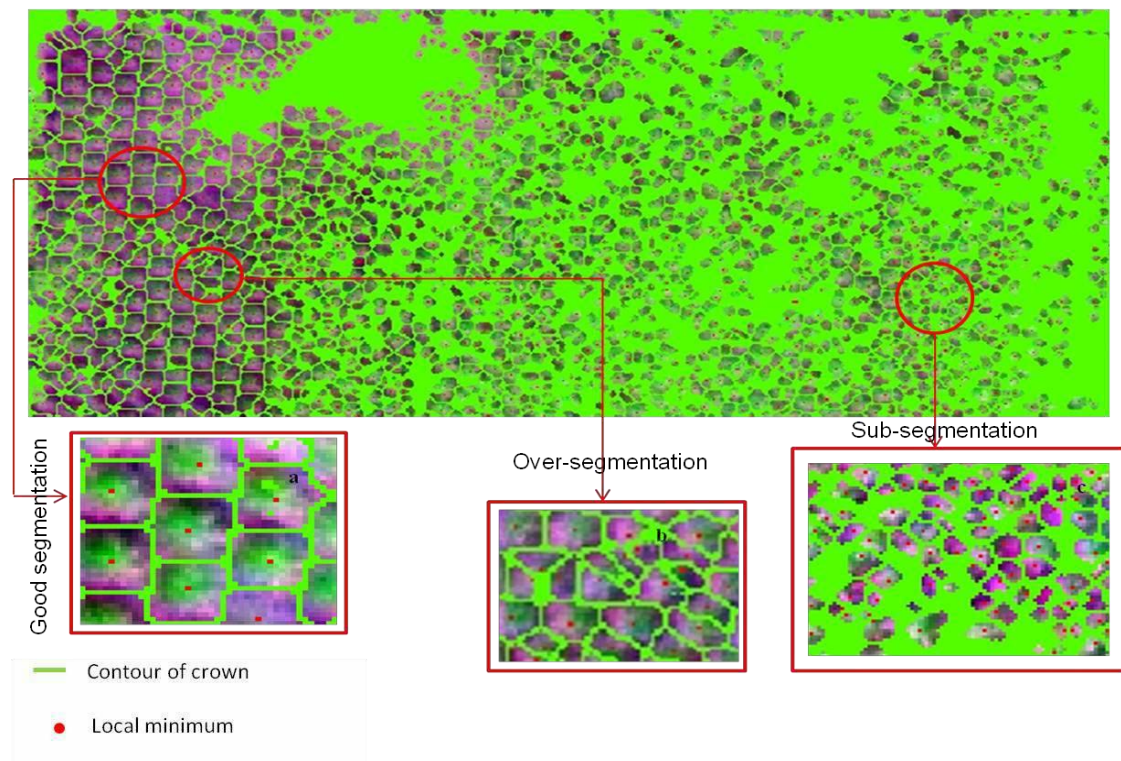 Sub-segmentation
Over-segmentation
Good segmentation
a
b
c
Contour of crown
Local minimum